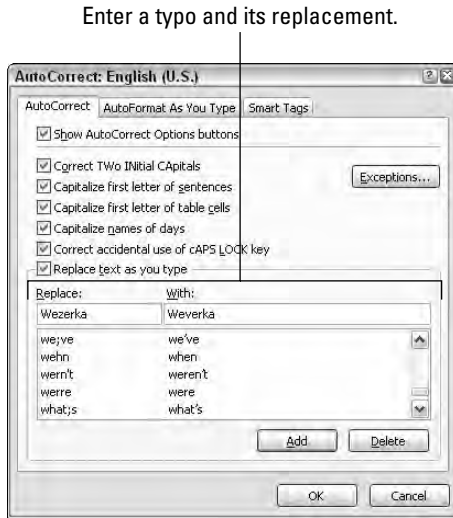 Enter a typo and its replacement.
AutoCorrect: English (U.S.)
AutoCorrect AutoFormat As You Type Smart Tags
Show AutoCorrect Options buttons
Correct TWo INitial CApitals
Exceptions...
Capitalize first letter of sentences
Capitalize first letter of table cells
Capitalize names of days
Correct accidental use of cAPS LOCK key
Replace text as you type
Replace: With:
Wezerka Weverka
we;ve we've
wehn when
wern't weren't
werre were
what;s what's
Add Delete
OK Cancel